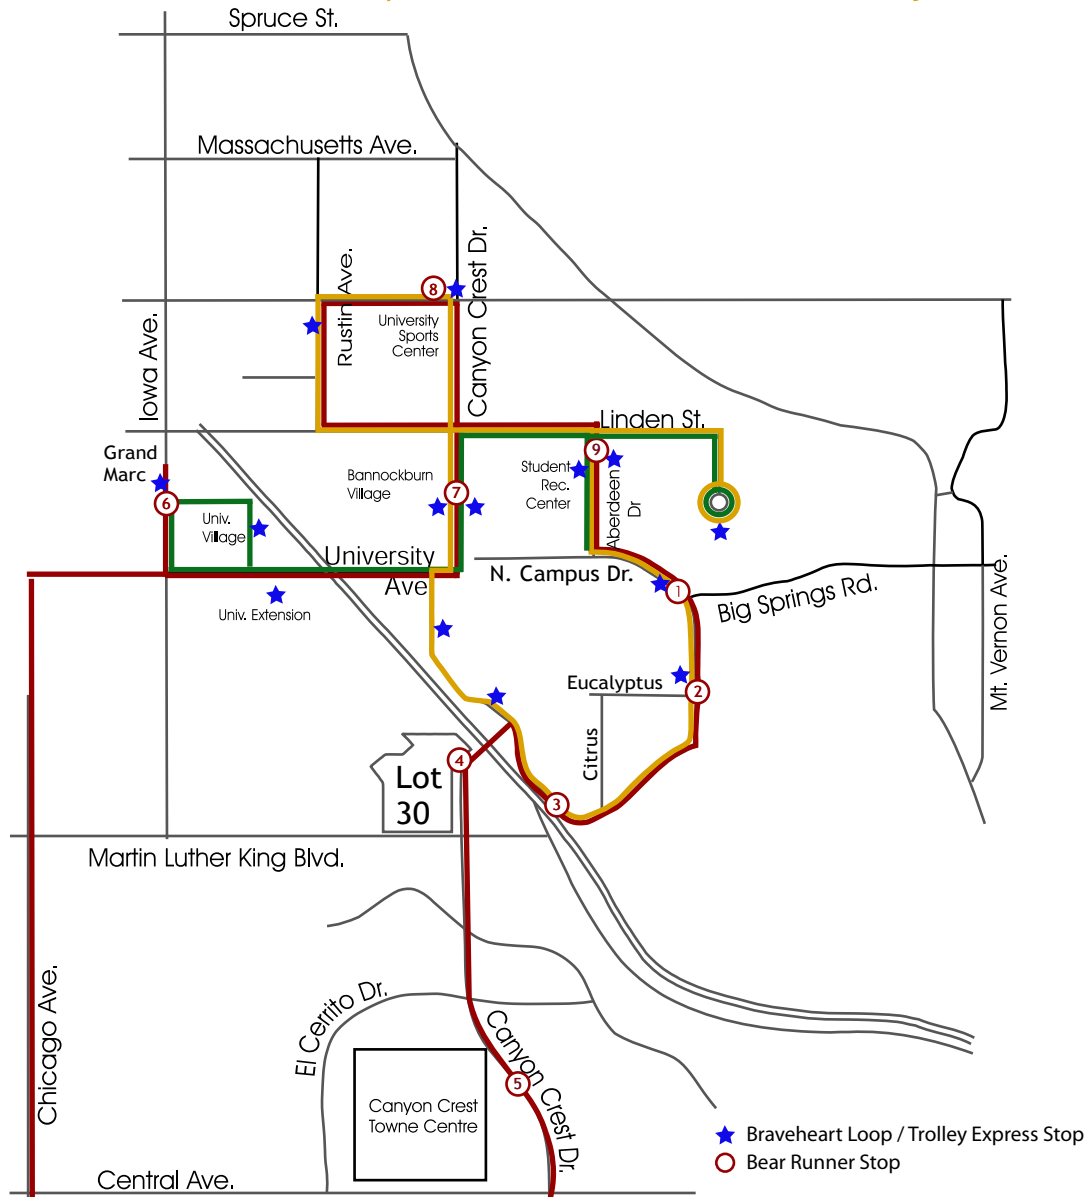 Spruce St.
Massachusetts Ave.
Rustin Ave.
Canyon Crest Dr.
8
University
Sports
Center
Iowa Ave.
Linden St.
Grand
Marc
6
Univ.
Village
Bannockburn
Village
7
Student
Rec.
Center
9
Aberdeen
Dr
University
Ave
N. Campus Dr.
1
Big Springs Rd.
Univ. Extension
Mt. Vernon Ave.
Eucalyptus
2
Citrus
4
Lot
30
3
Martin Luther King Blvd.
Chicago Ave.
El Cerrito Dr.
Canyon Crest Dr.
5
Canyon Crest
Towne Centre
Central Ave.
Braveheart Loop / Trolley Express Stop
Bear Runner Stop